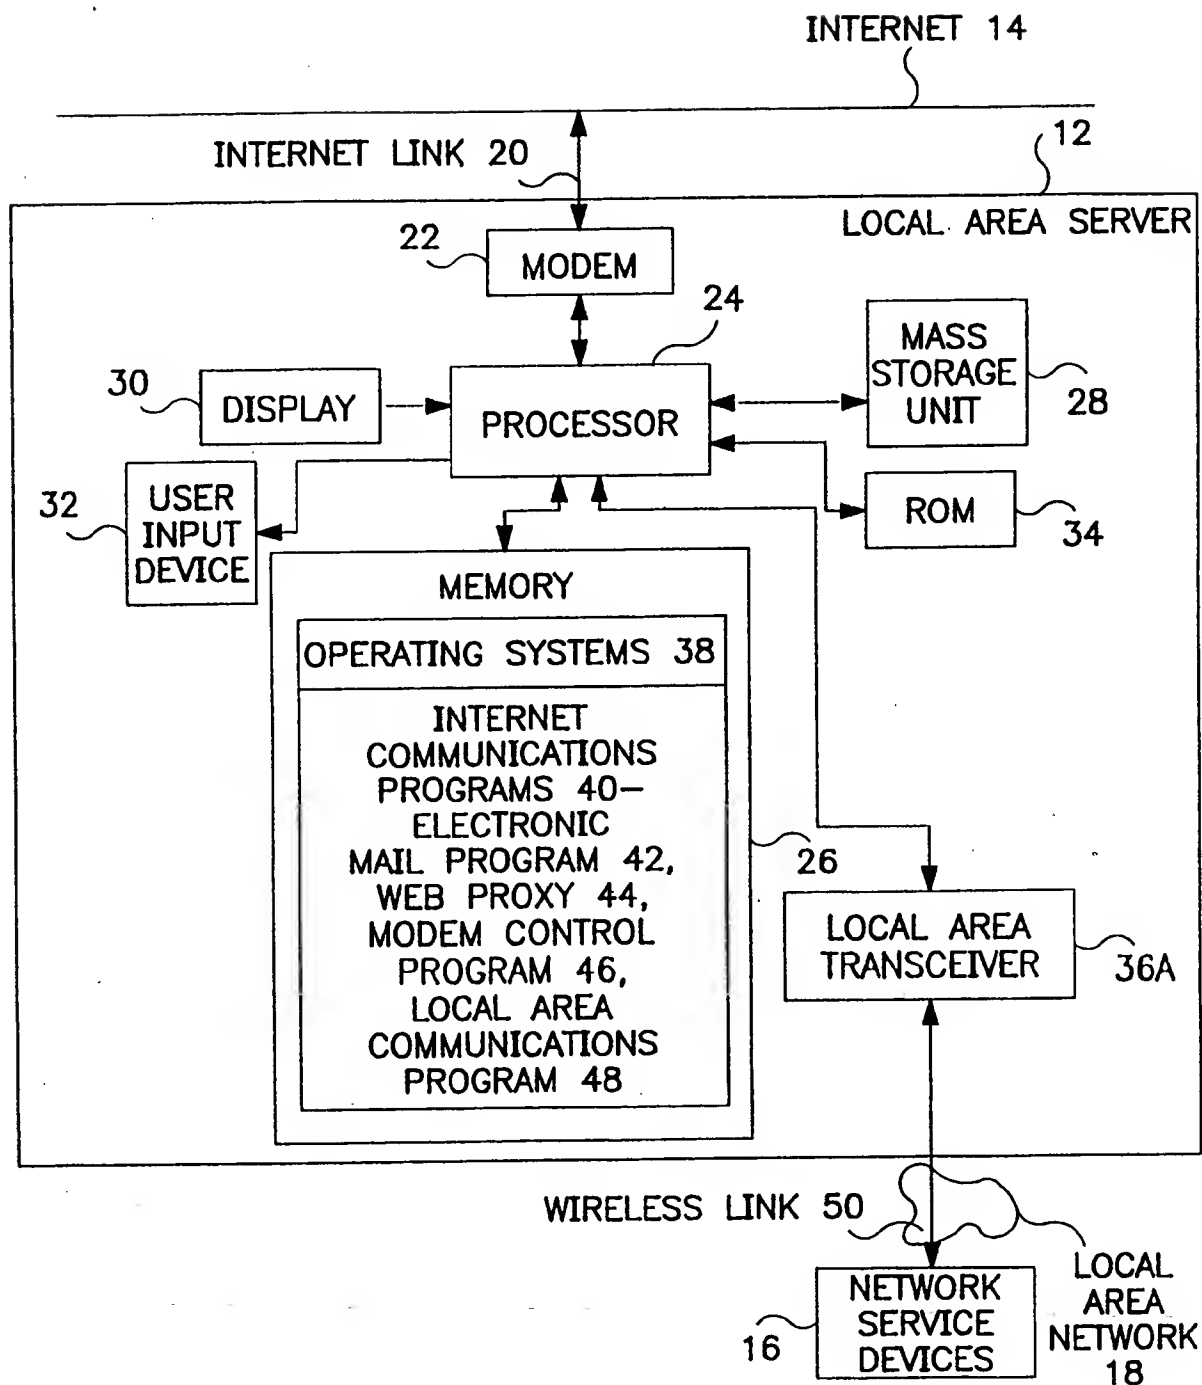 INTERNET 14
INTERNET LINK 20
12
LOCAL AREA SERVER
22
MODEM
24
MASS
STORAGE
UNIT
28
30
DISPLAY
PROCESSOR
32
USER
INPUT
DEVICE
ROM
34
MEMORY
OPERATING SYSTEMS 38
INTERNET
COMMUNICATIONS
PROGRAMS 40–
ELECTRONIC
MAIL PROGRAM 42,
WEB PROXY 44,
MODEM CONTROL
PROGRAM 46,
LOCAL AREA
COMMUNICATIONS
PROGRAM 48
26
LOCAL AREA
TRANSCEIVER
36A
WIRELESS LINK 50
NETWORK
SERVICE
DEVICES
16
LOCAL
AREA
NETWORK
18